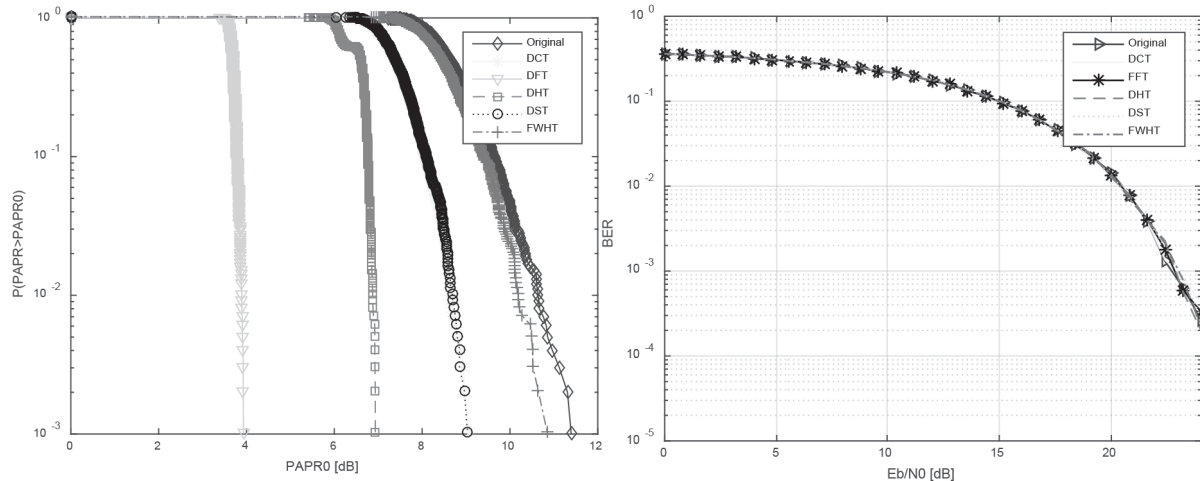 10^0
10^-1
10^-2
10^-3
P(PAPR>PAPR0)
0
2
4
6
8
10
12
PAPR0 [dB]
Original
DCT
DFT
DHT
DST
FWHT
10^0
10^-1
10^-2
10^-3
10^-4
10^-5
BER
0
5
10
15
20
Eb/N0 [dB]
Original
DCT
FFT
DHT
DST
FWHT